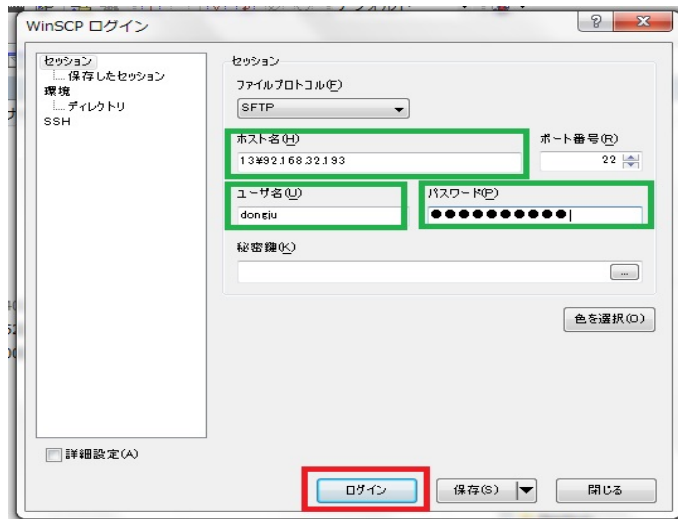 WinSCP ログイン
セッション
保存したセッション
環境
ディレクトリ
SSH
セッション
ファイルプロトコル(F)
SFTP
ホスト名(H)
ポート番号(R)
13¥92.168.32.193
22
ユーザ名(U)
パスワード(P)
dongju
●●●●●●●●●●
秘密鍵(K)
...
色を選択(O)
詳細設定(A)
ログイン
保存(S)
閉じる